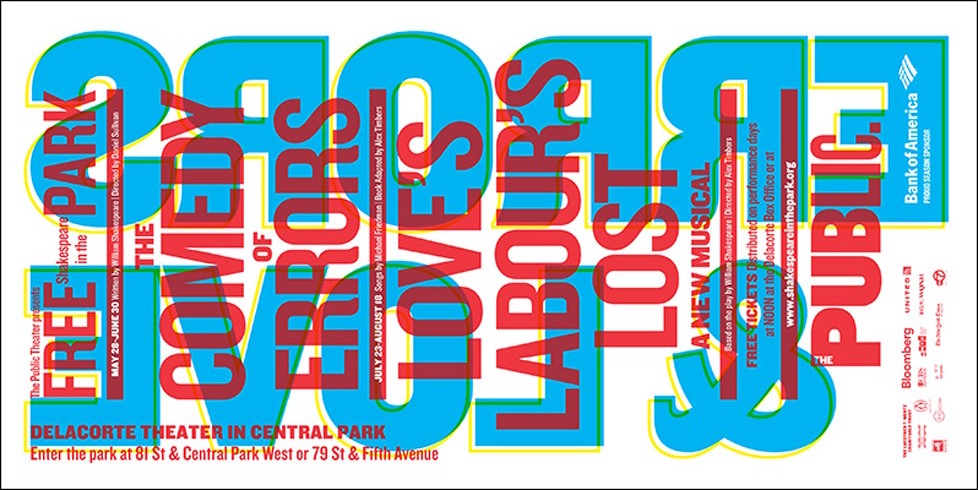 The Public Theater presents
FREE Shakespeare in the PARK
MAY 28-JUNE 30 Written by William Shakespeare | Directed by Daniel Sullivan
THE
COMEDY
OF
ERRORS
JULY 23-AUGUST 18 Songs by Michael Friedman | Book Adapted by Alex Timbers
LOVE'S
LABOUR'S
LOST
A NEW MUSICAL
Based on the play by William Shakespeare | Directed by Alex Timbers
FREE TICKETS Distributed on performance days
at NOON at the Delacorte Box Office or at
www.shakespeareinthepark.org
THE
PUBLIC.
Bank of America
PROUD SEASON SPONSOR
UNITED
Bloomberg
The New York Times
DELACORTE THEATER IN CENTRAL PARK
Enter the park at 81 St & Central Park West or 79 St & Fifth Avenue